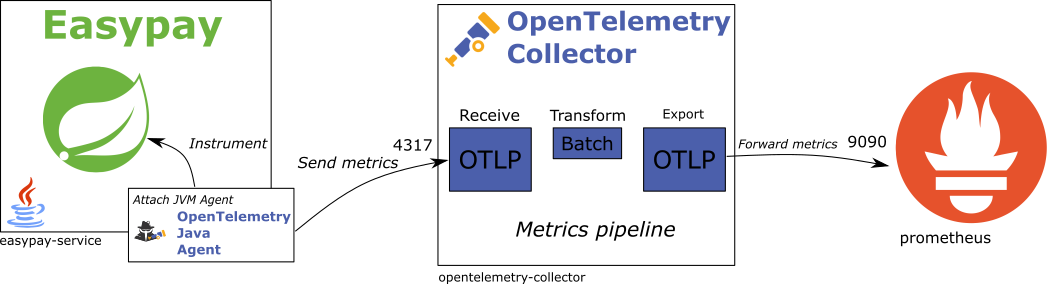 Easypay
Instrument
Attach JVM Agent
OpenTelemetry
Java
Agent
easypay-service
Send metrics
4317
OpenTelemetry
Collector
Receive
OTLP
Transform
Batch
Export
OTLP
Metrics pipeline
opentelemetry-collector
Forward metrics
9090
prometheus